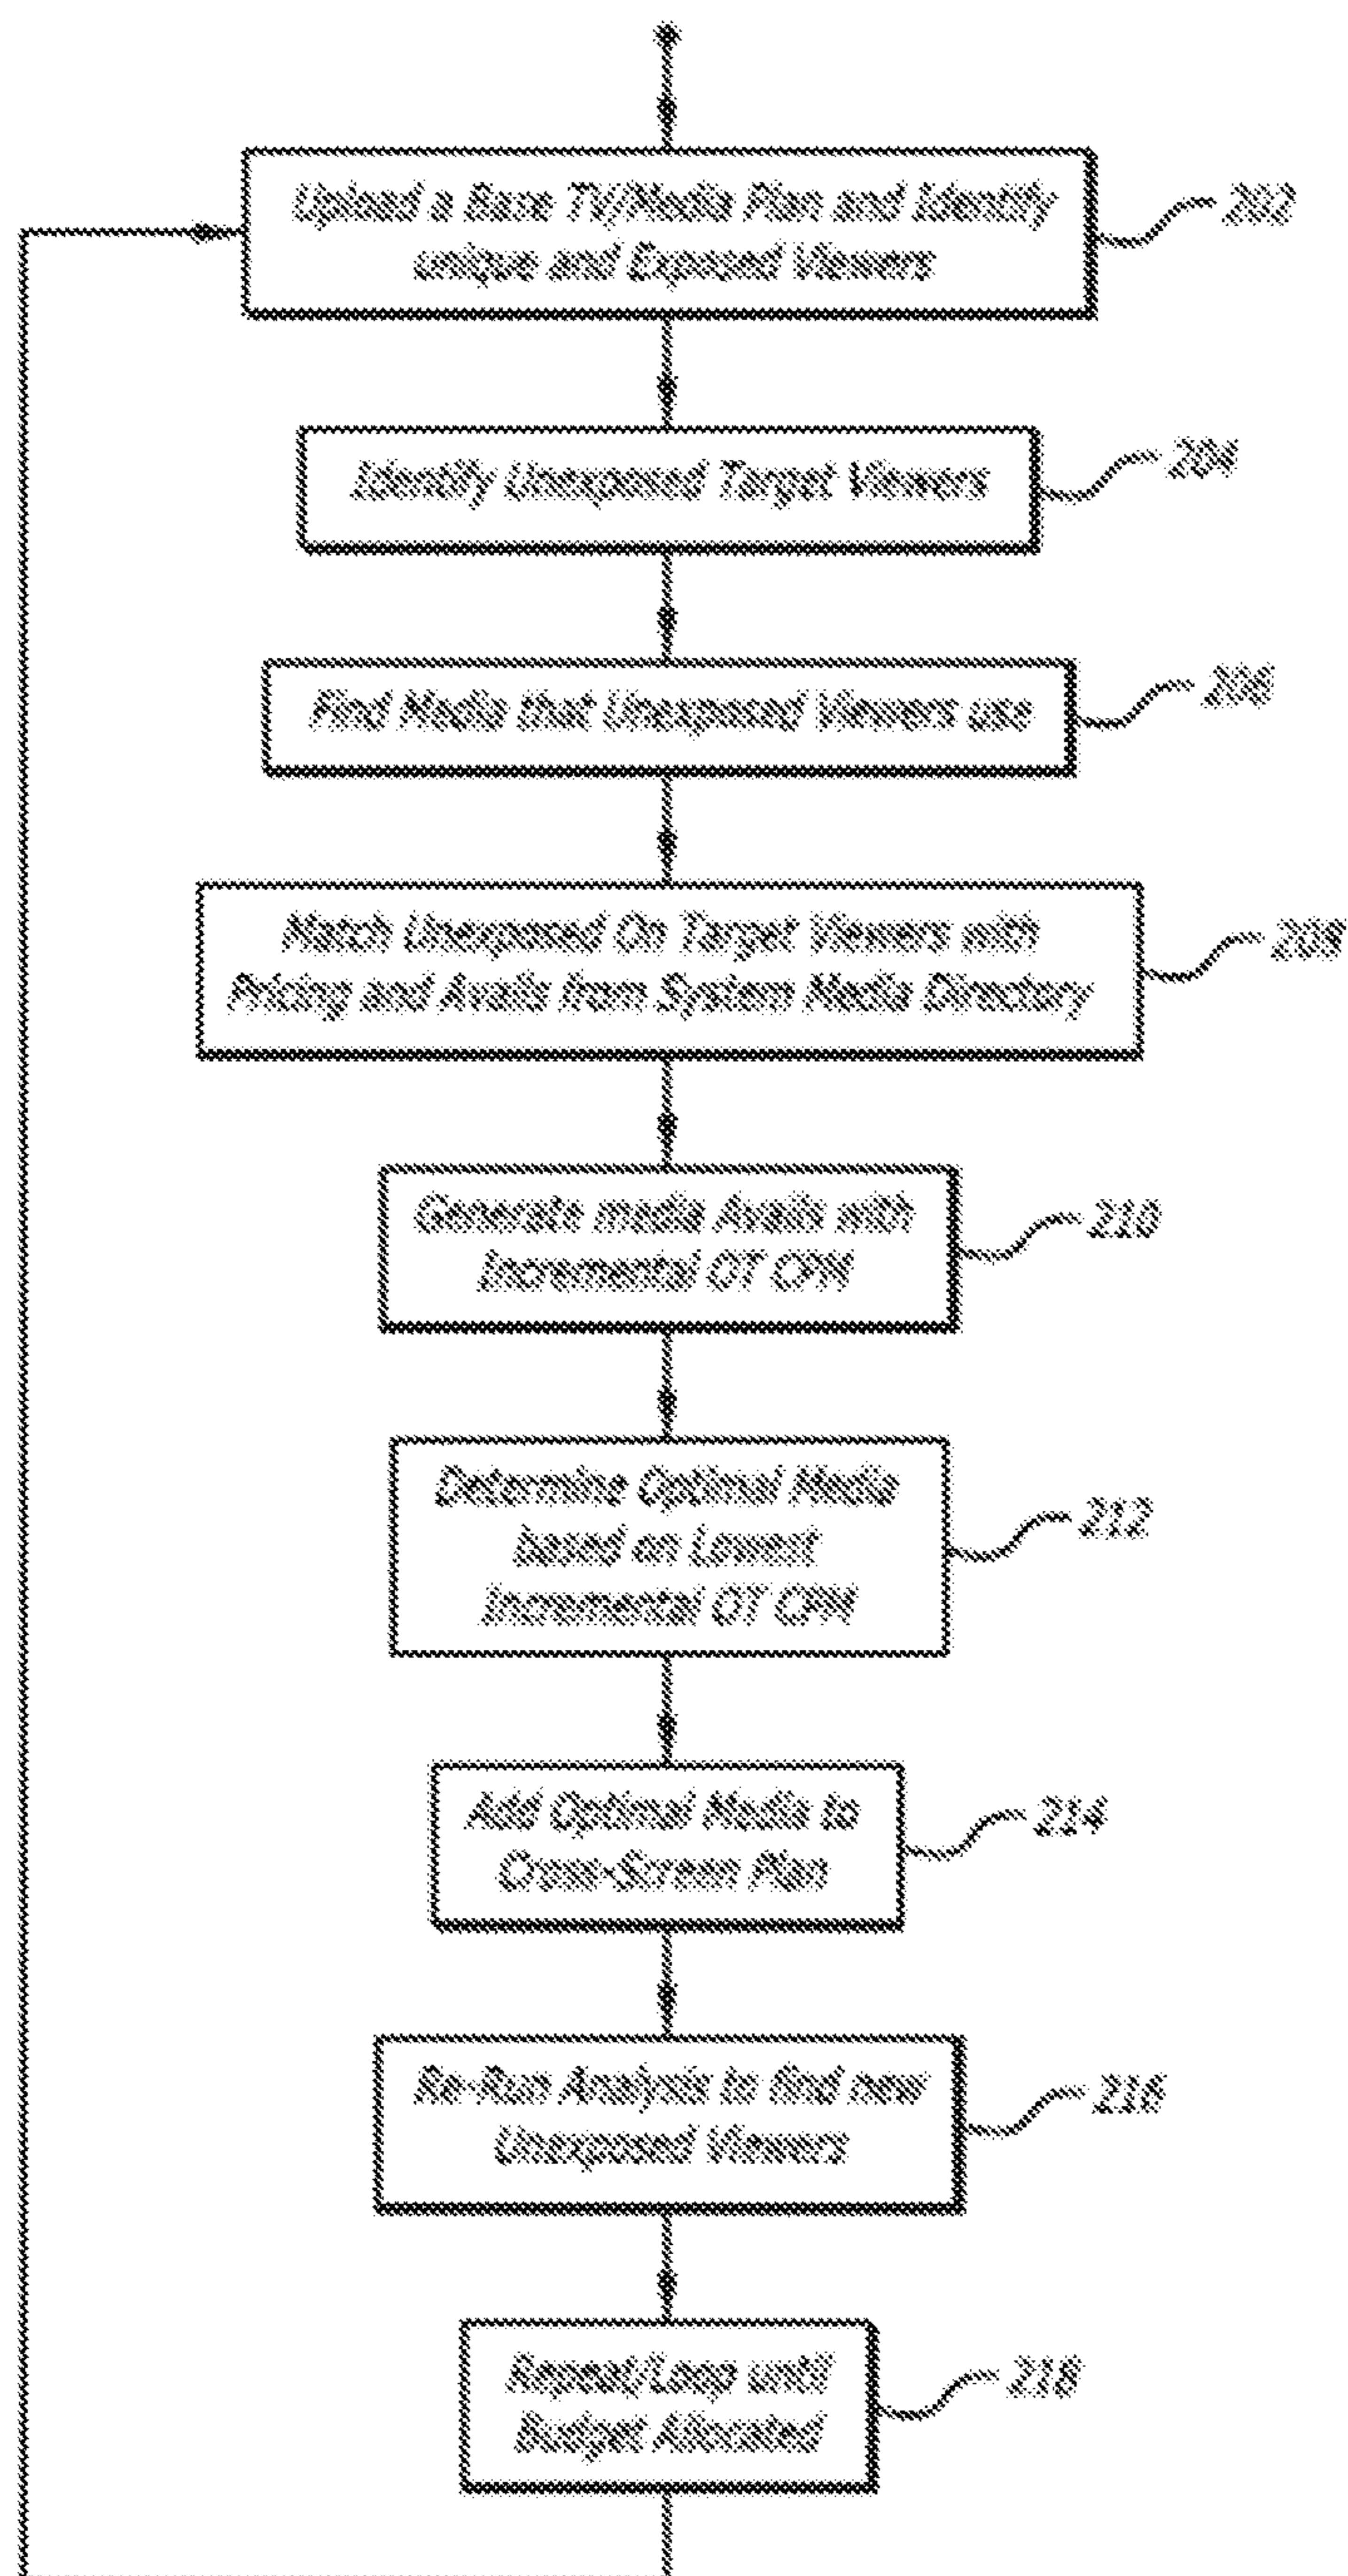 Upload a Base TV/Media Plan and Identify
unique and Exposed Viewers
202
Identify Unexposed Target Viewers
204
Find Media that Unexposed Viewers use
206
Match Unexposed On Target Viewers with
Pricing and Avails from System Media Directory
208
Generate media Avails with
Incremental OT CPM
210
Determine Optimal Media
based on Lowest
Incremental OT CPM
212
Add Optimal Media to
Cross-Screen Plan
214
Re-Run Analysis to find new
Unexposed Viewers
216
Repeat/Loop until
Budget Allocated
218